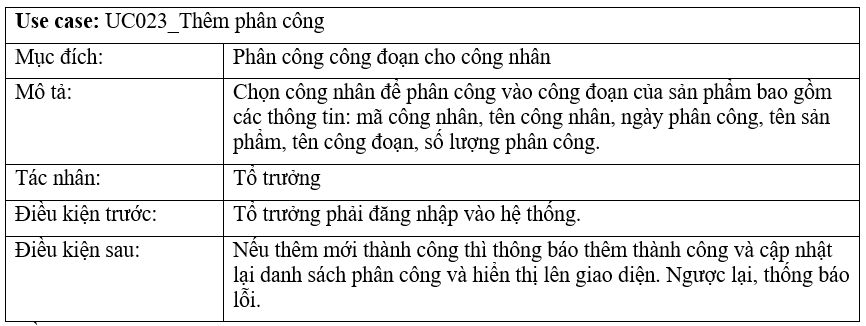 Use case: UC023_Thêm phân công
Mục đích: Phân công công đoạn cho công nhân
Mô tả: Chọn công nhân để phân công vào công đoạn của sản phẩm bao gồm
các thông tin: mã công nhân, tên công nhân, ngày phân công, tên sản
phẩm, tên công đoạn, số lượng phân công.
Tác nhân: Tổ trưởng
Điều kiện trước: Tổ trưởng phải đăng nhập vào hệ thống.
Điều kiện sau: Nếu thêm mới thành công thì thông báo thêm thành công và cập nhật
lại danh sách phân công và hiển thị lên giao diện. Ngược lại, thống báo
lỗi.